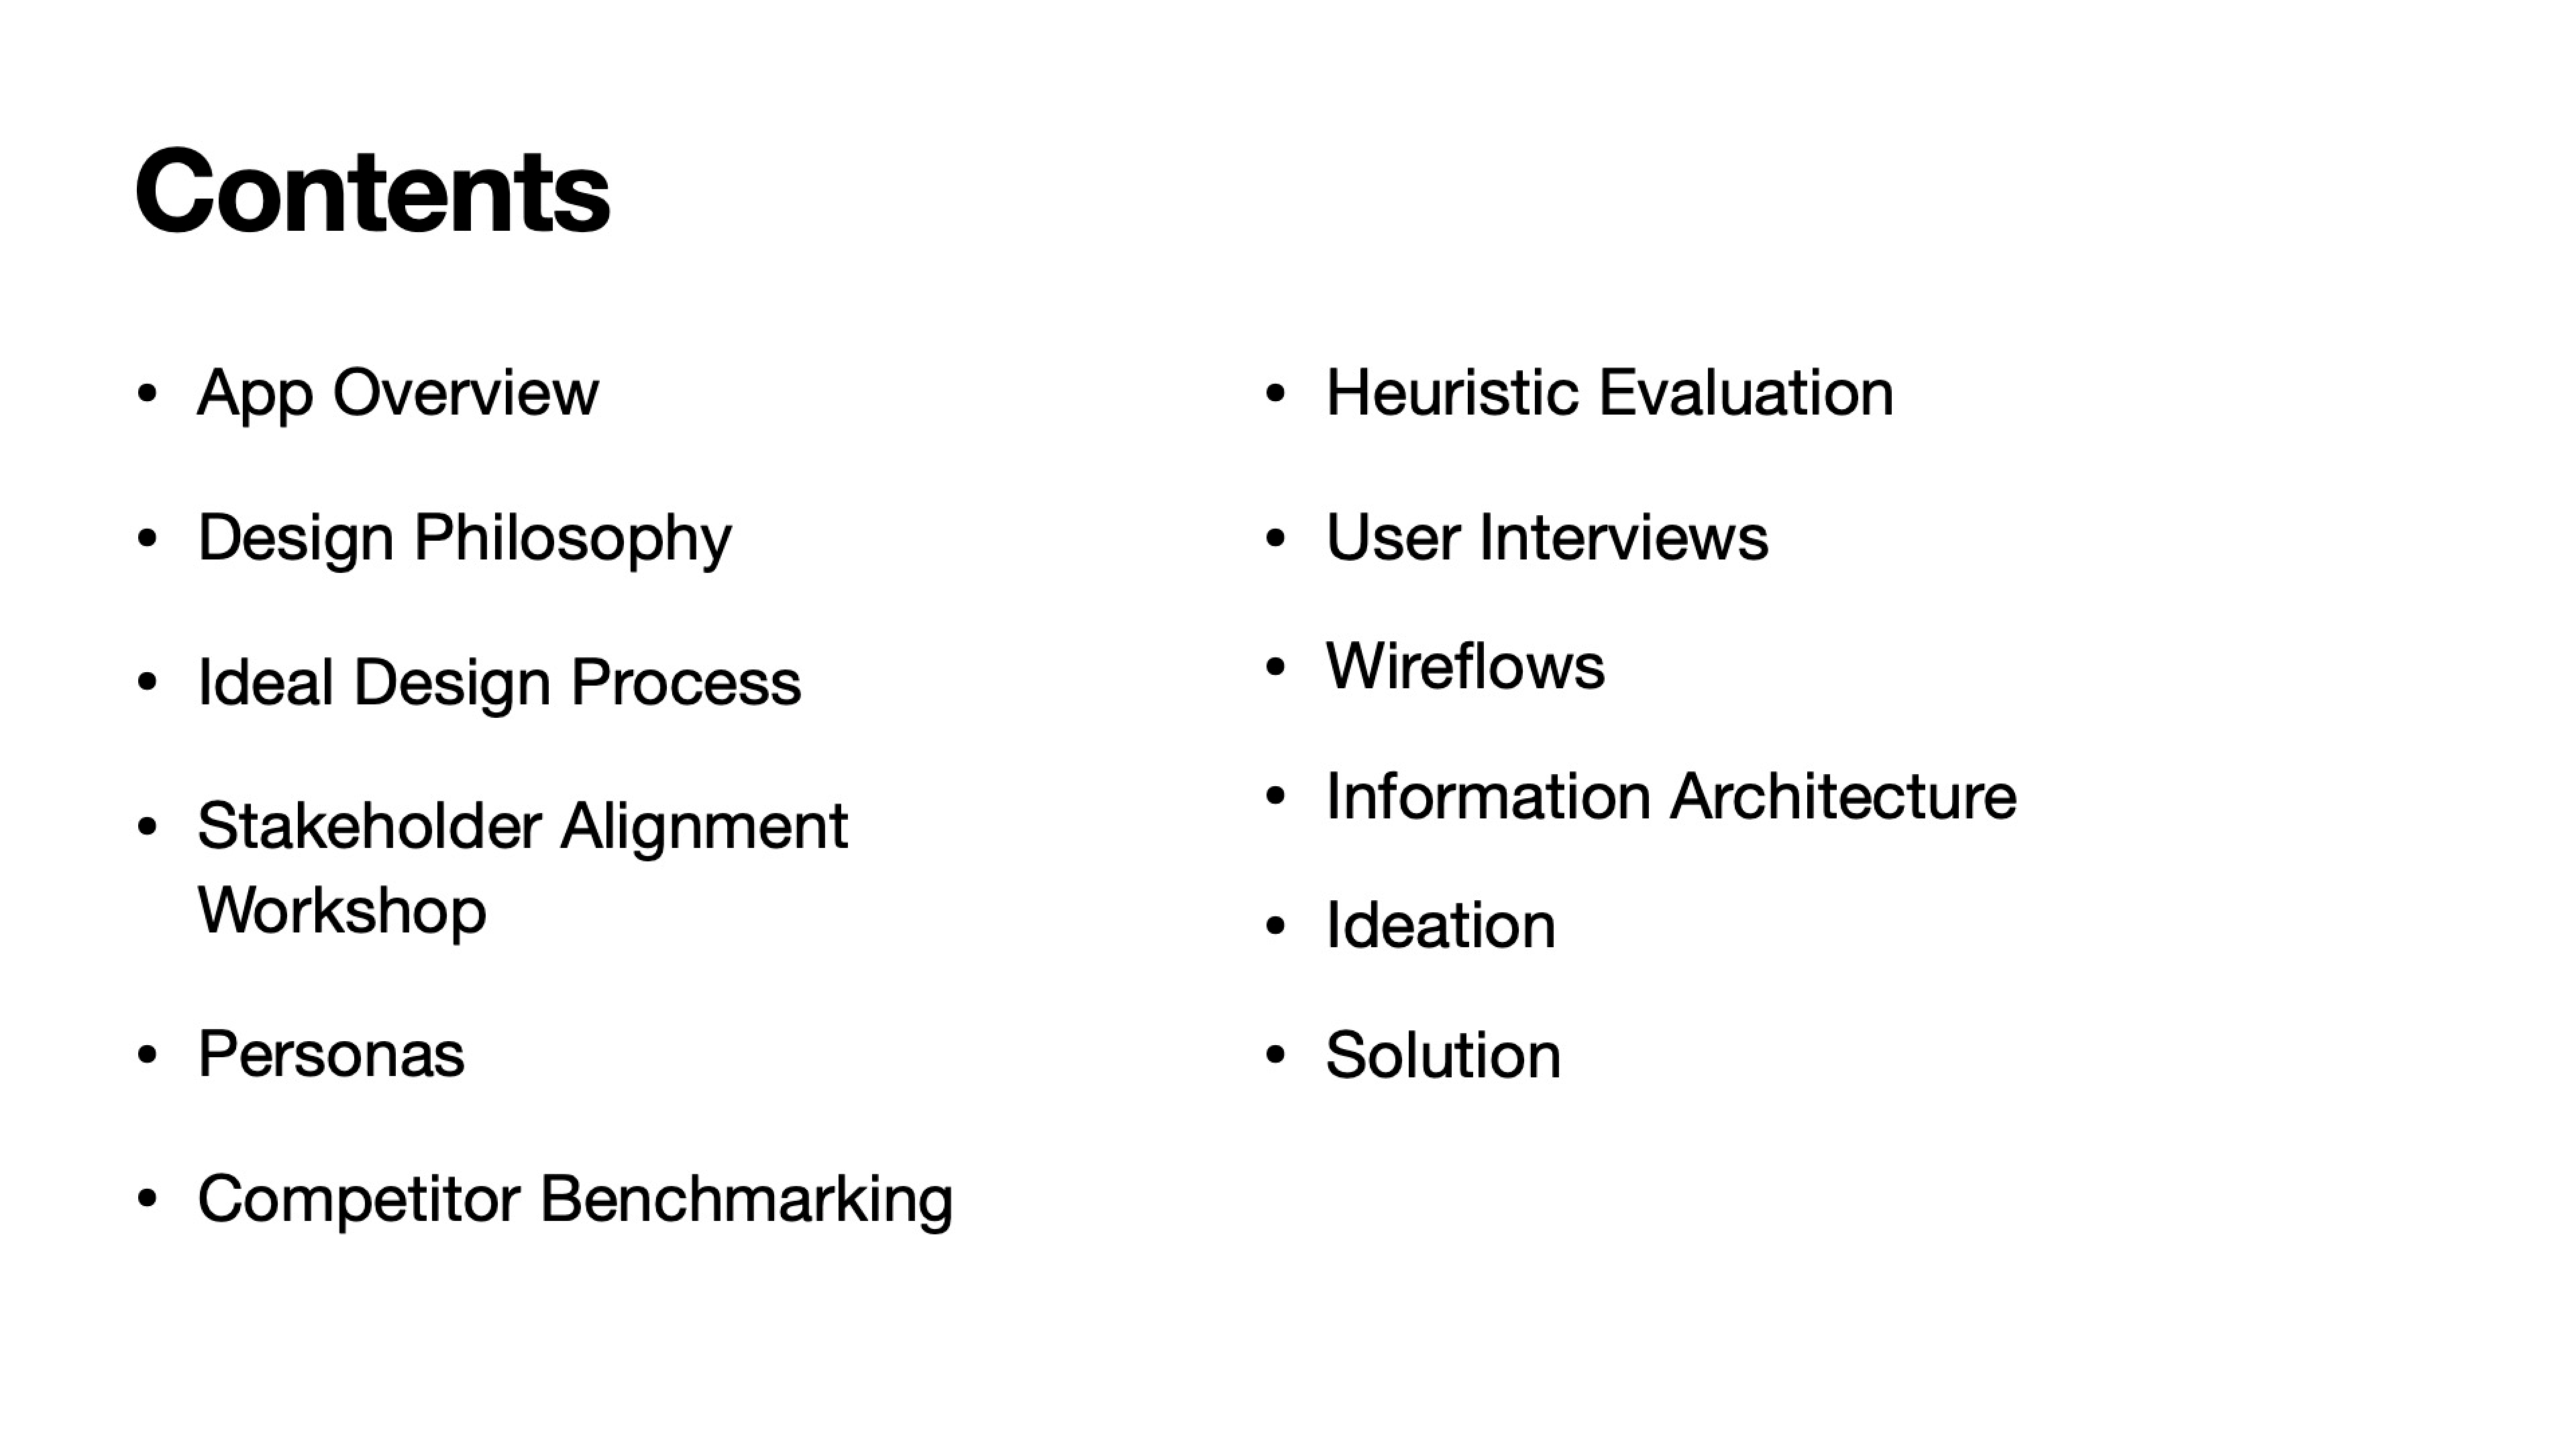 Contents
• App Overview
• Design Philosophy
• Ideal Design Process
• Stakeholder Alignment
Workshop
• Personas
• Competitor Benchmarking
• Heuristic Evaluation
• User Interviews
• Wireflows
• Information Architecture
• Ideation
• Solution